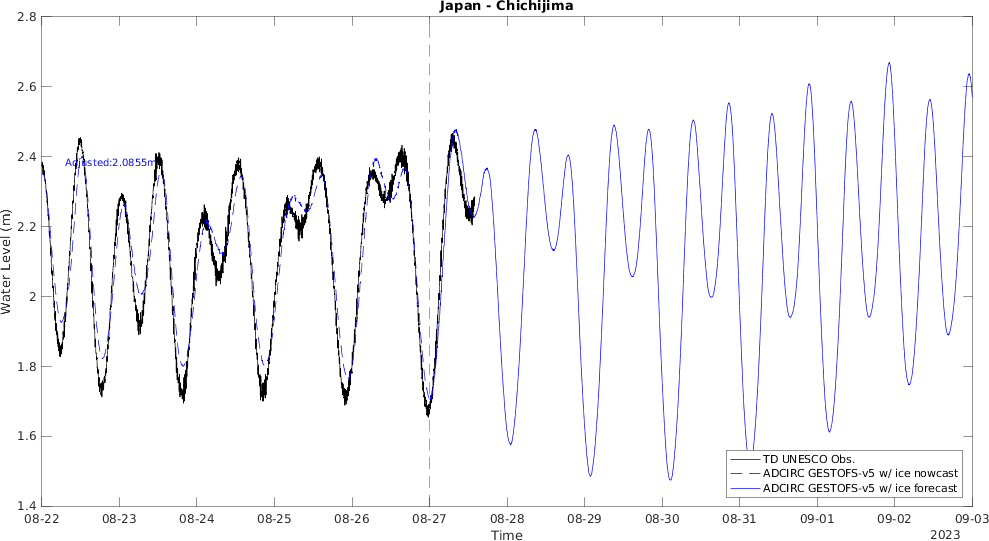 Japan - Chichijima
Water Level (m)
2.8
2.6
2.4
2.2
2
1.8
1.6
1.4
Adjusted:2.0855m
TD UNESCO Obs.
ADCIRC GESTOFS-v5 w/ ice nowcast
ADCIRC GESTOFS-v5 w/ ice forecast
08-22 08-23 08-24 08-25 08-26 08-27 08-28 08-29 08-30 08-31 09-01 09-02 09-03
Time
2023